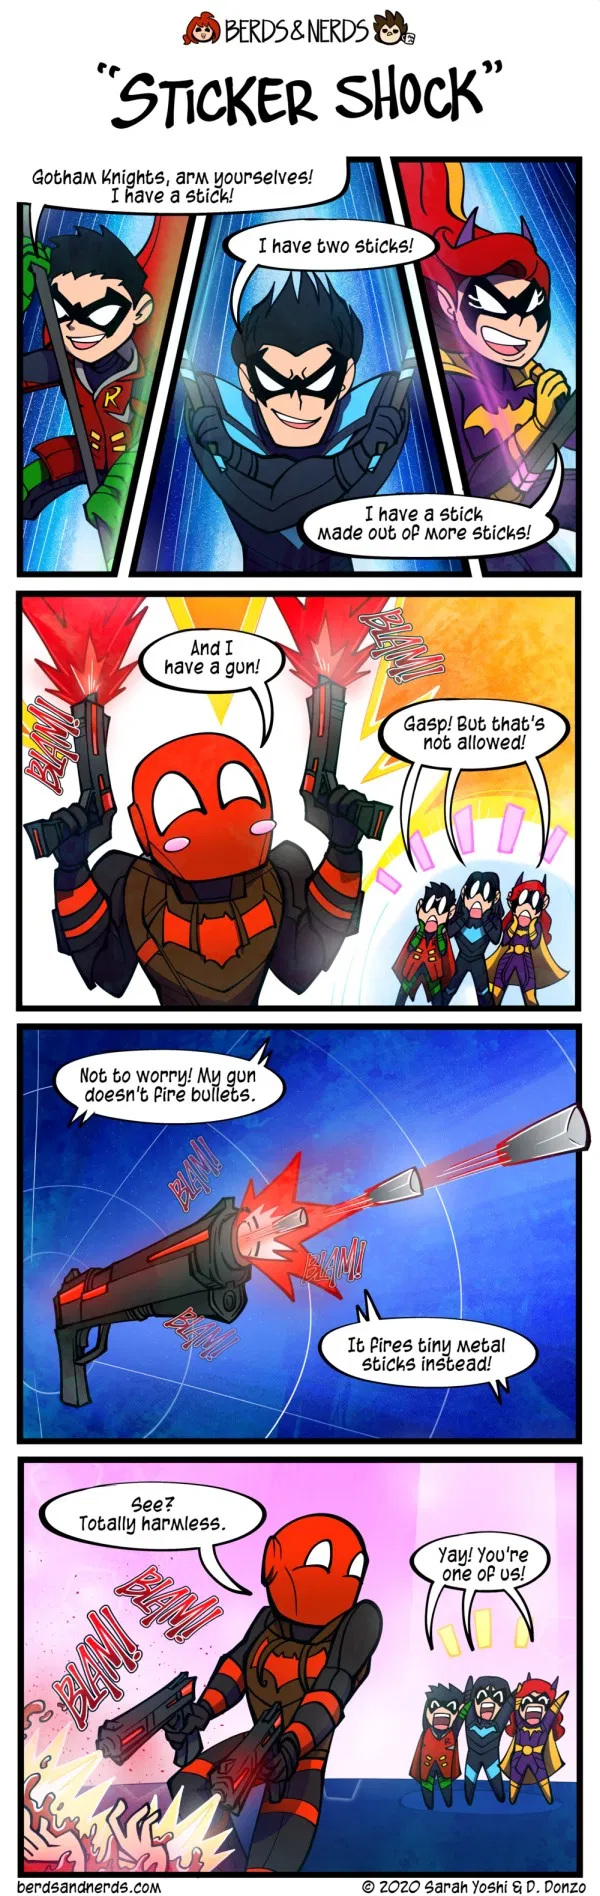 BERDS & NERDS
"STICKER SHOCK"
Gotham Knights, arm yourselves!
I have a stick!
I have two sticks!
R
I have a stick
made out of more sticks!
And I
have a gun!
BLAM!
BLAM!
Gasp! But that's
not allowed!
Not to worry! My gun
doesn't fire bullets.
BLAM!
BLAM!
BLAM!
It fires tiny metal
sticks instead!
See?
Totally harmless.
Yay! You're
one of us!
BLAM!
BLAM!
berdsandnerds.com
© 2020 Sarah Yoshi & D. Donzo